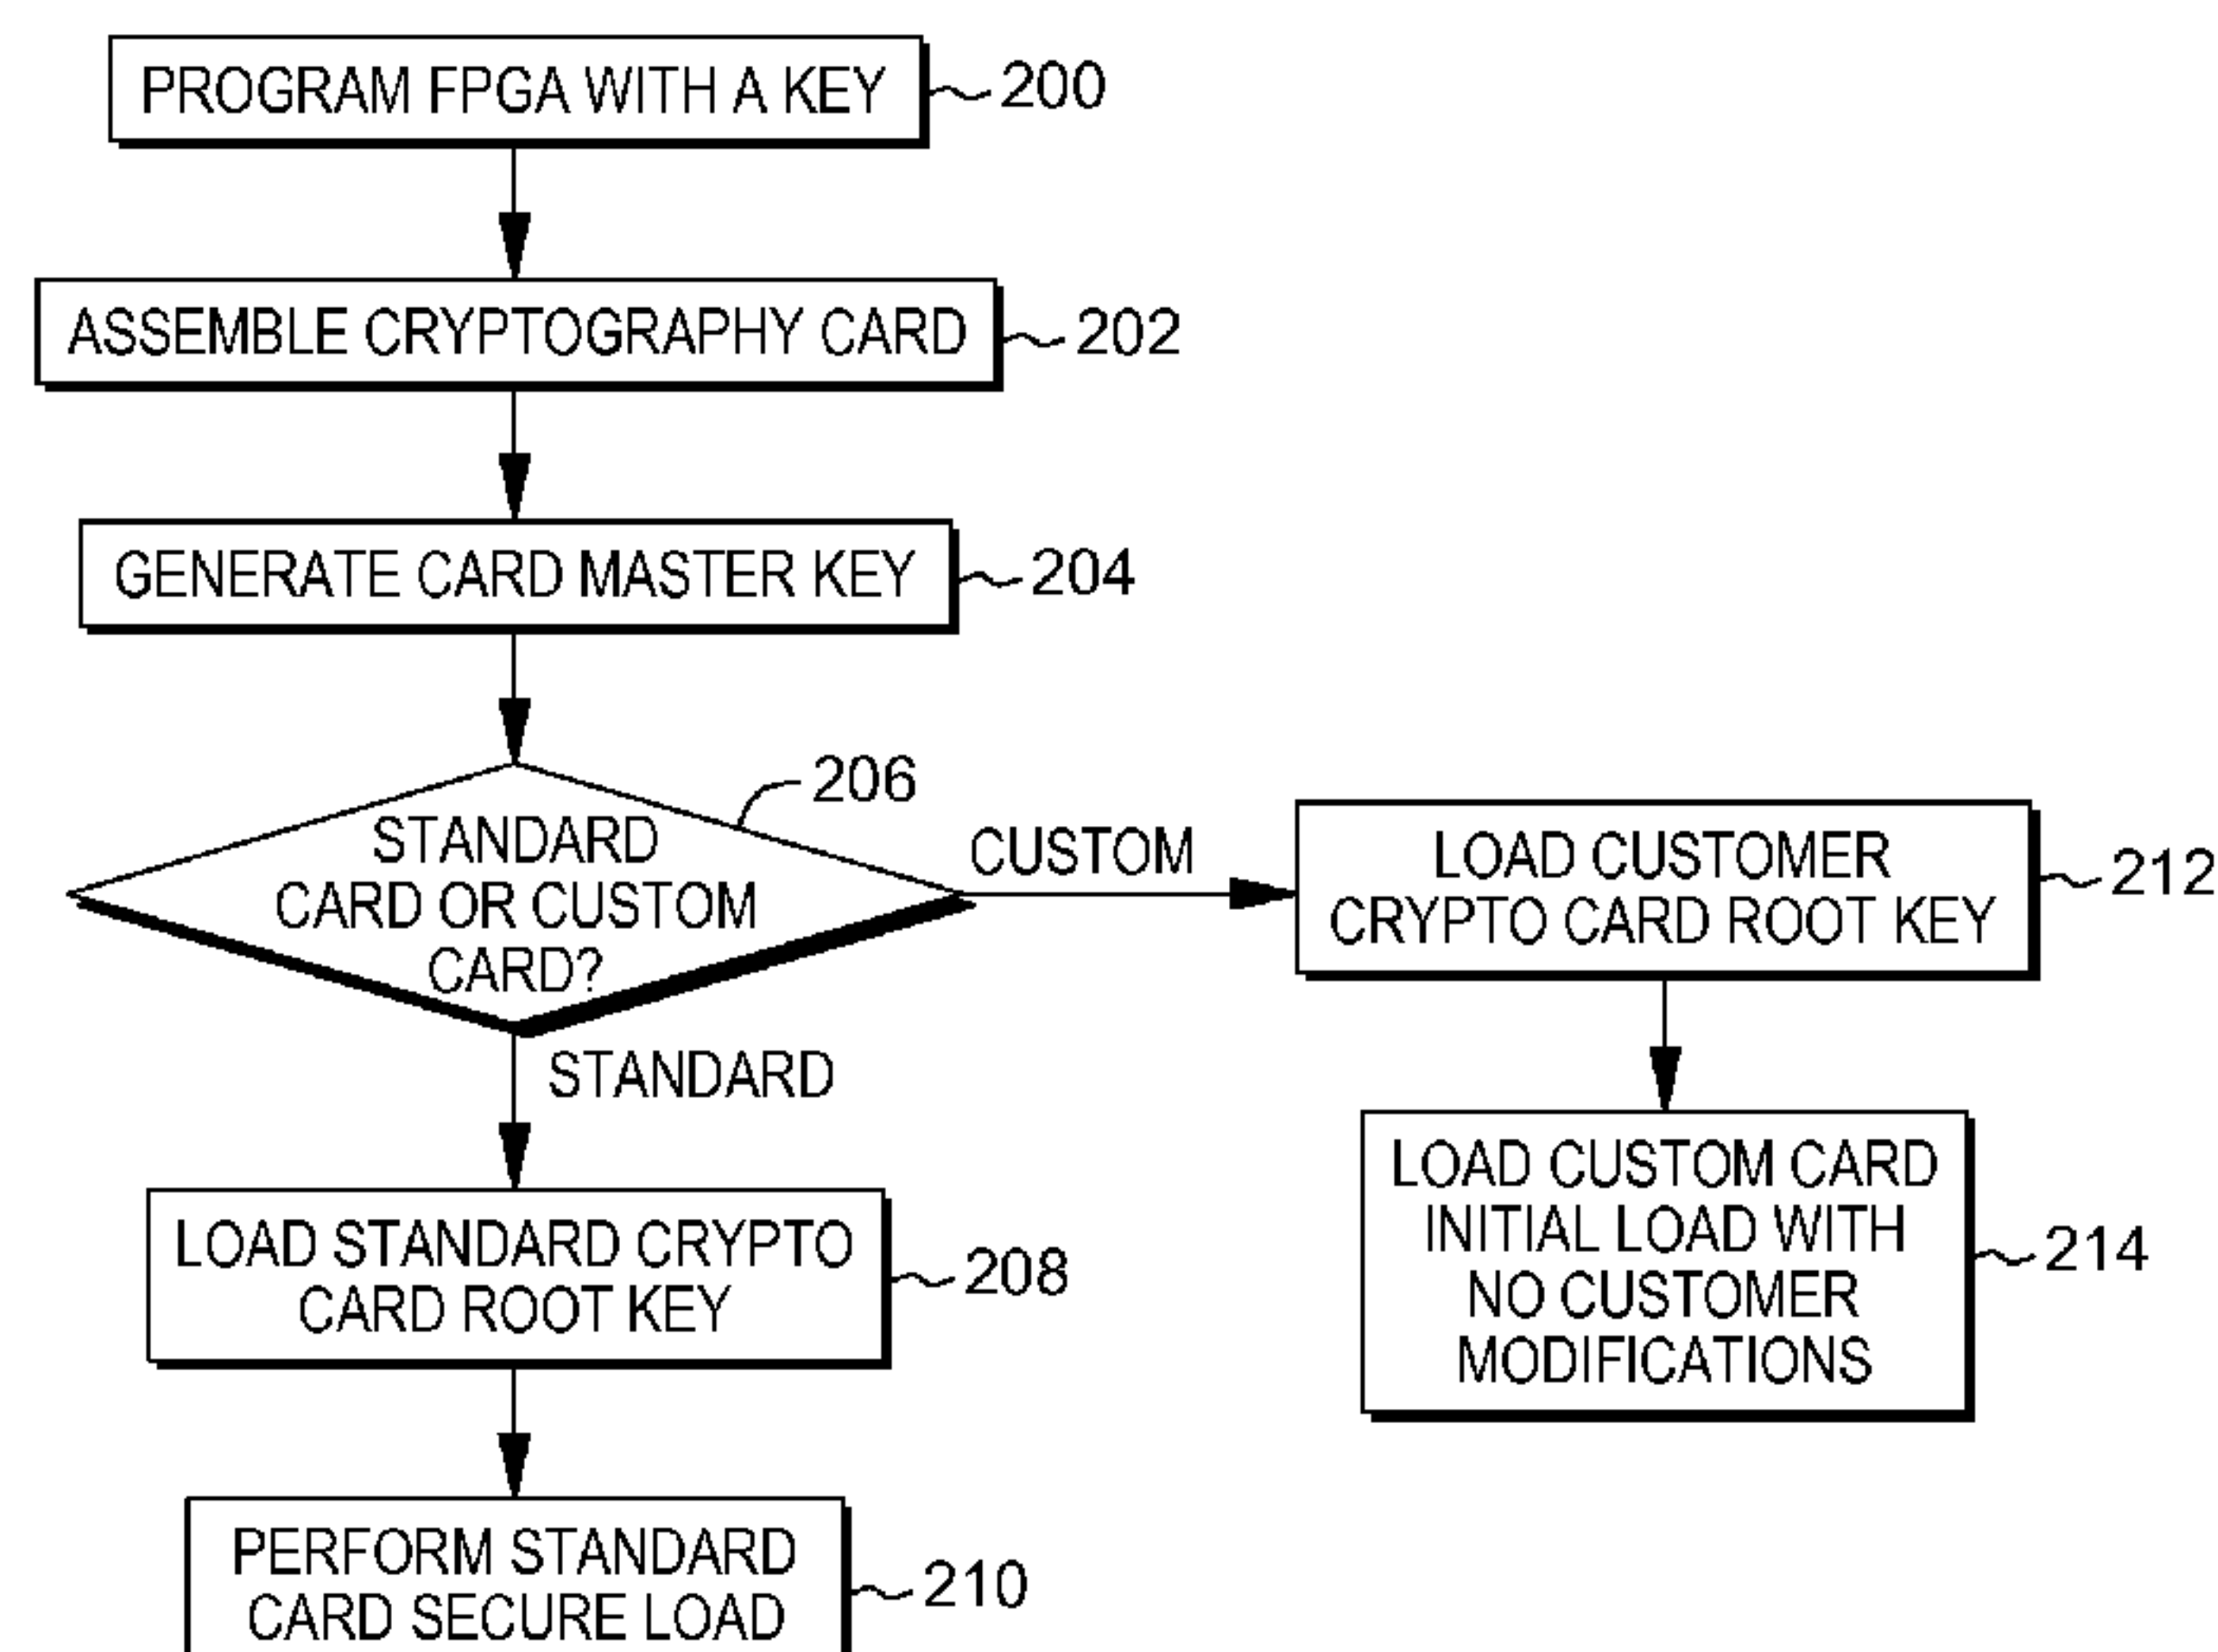 PROGRAM FPGA WITH A KEY
200
ASSEMBLE CRYPTOGRAPHY CARD
202
GENERATE CARD MASTER KEY
204
206
STANDARD
CARD OR CUSTOM
CARD?
CUSTOM
LOAD CUSTOMER
CRYPTO CARD ROOT KEY
212
STANDARD
LOAD CUSTOM CARD
INITIAL LOAD WITH
NO CUSTOMER
MODIFICATIONS
214
LOAD STANDARD CRYPTO
CARD ROOT KEY
208
PERFORM STANDARD
CARD SECURE LOAD
210